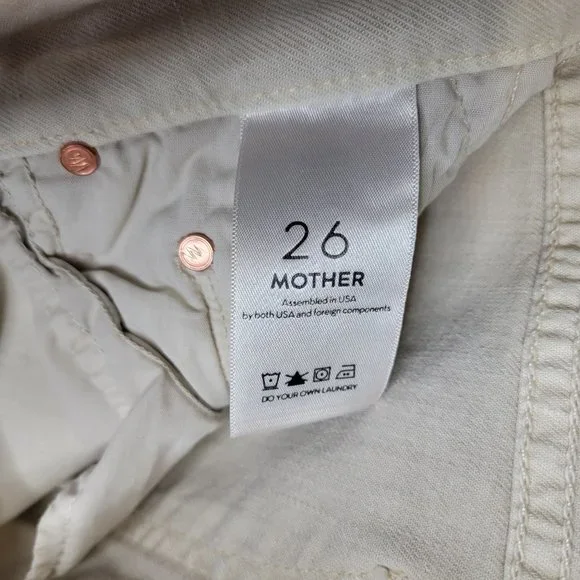 26
MOTHER
Assembled in USA
by both USA and foreign components
DO YOUR OWN LAUNDRY